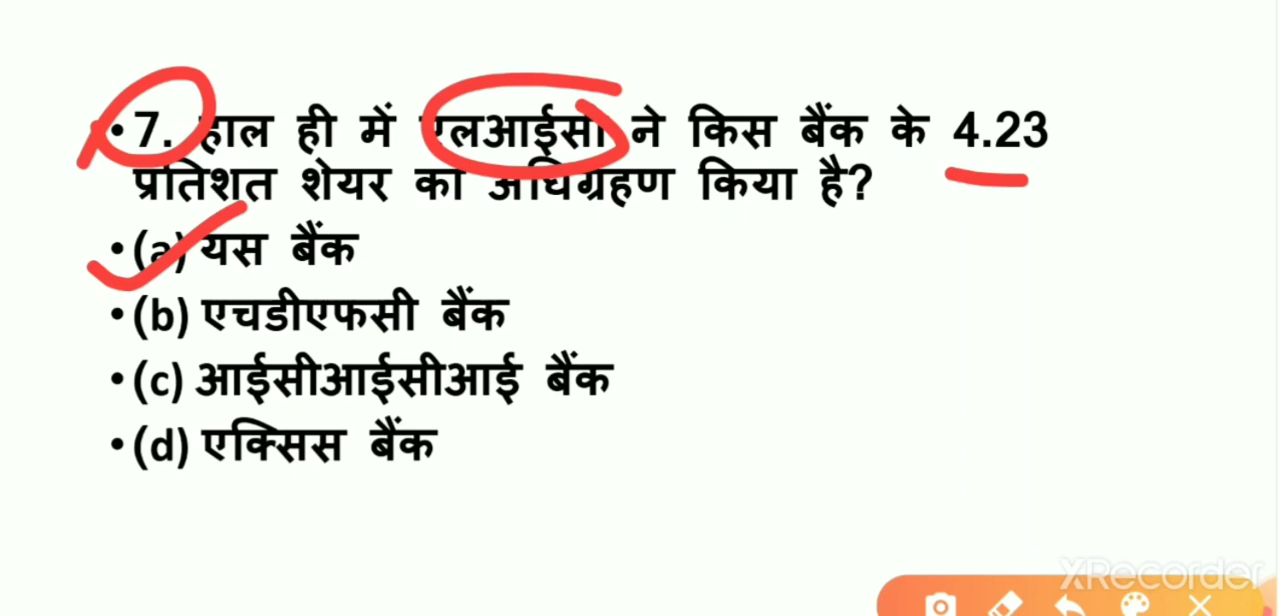 • 7. हाल ही में एलआईसी ने किस बैंक के 4.23
प्रतिशत शेयर का अधिग्रहण किया है?
• (a) यस बैंक
• (b) एचडीएफसी बैंक
• (c) आईसीआईसीआई बैंक
• (d) एक्सिस बैंक
XRecorder